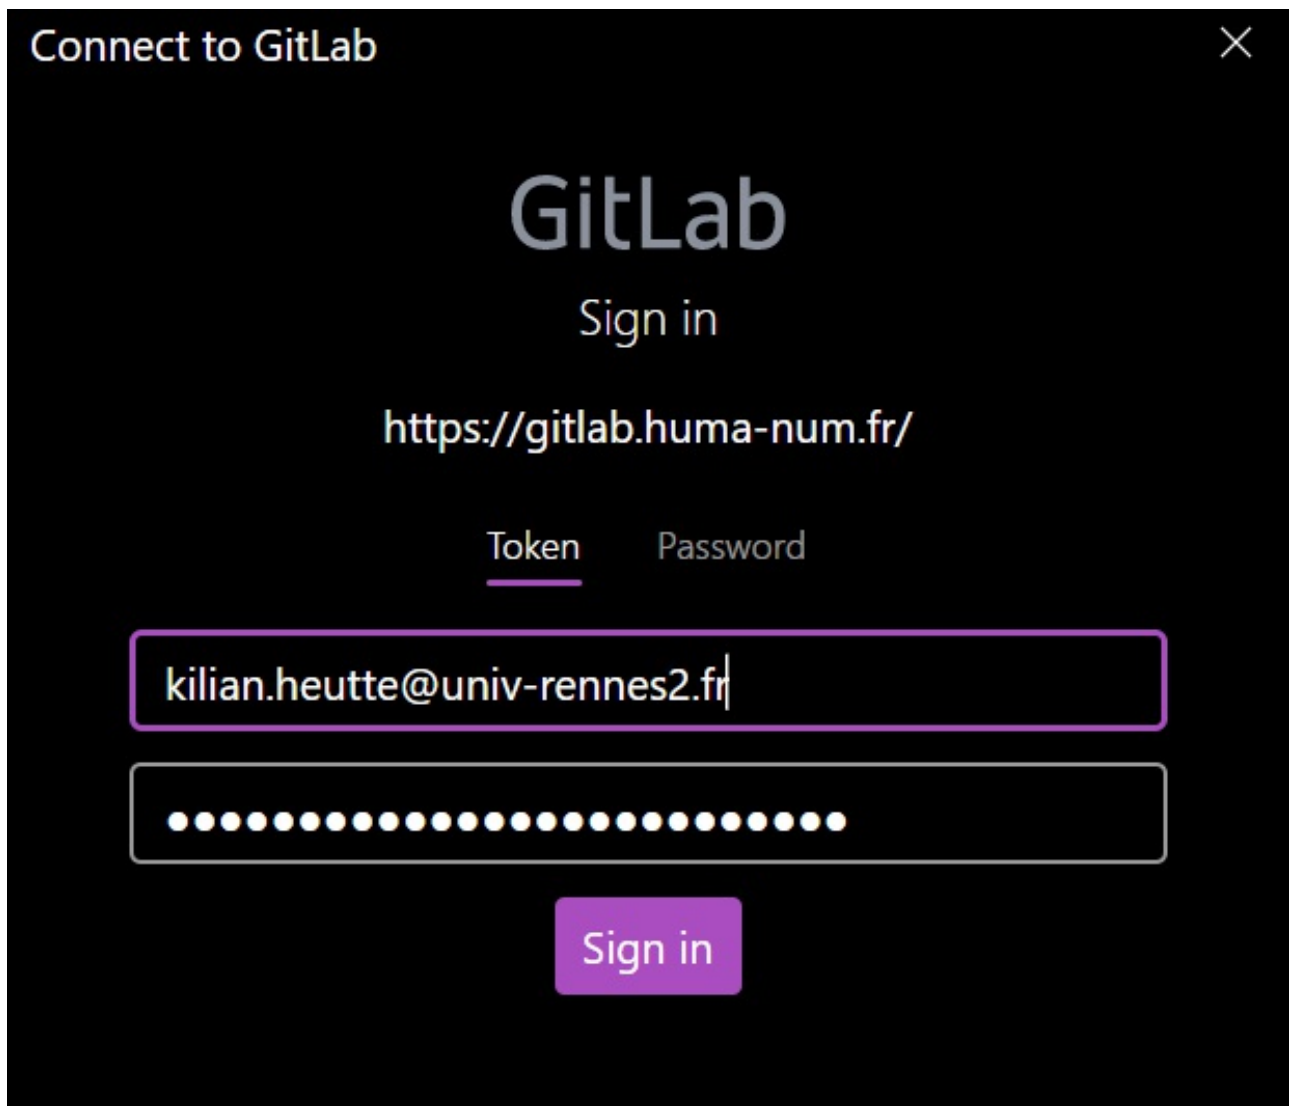 Connect to GitLab
GitLab
Sign in
https://gitlab.huma-num.fr/
Token Password
kilian.heutte@univ-rennes2.fr
●●●●●●●●●●●●●●●●●●●●●●●●●●
Sign in